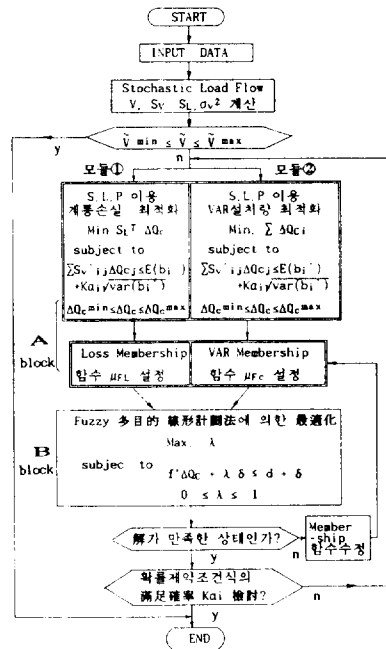 START
INPUT DATA
Stochastic Load Flow
V, Sv SL, σv² 계산
y
Ṽ min ≤ Ṽ ≤ Ṽ max
n
모듈①
모듈②
S.L.P 이용
계통손실 최적화
Min SLᵀ ΔQc
subject to
∑Sv'ijΔQcj≤E(bi')
+Kai√var(bi')
ΔQc min≤ΔQc≤ΔQc max
S.L.P 이용
VAR설치량 최적화
Min. ∑ ΔQci
subject to
∑Sv'ijΔQcj≤E(bi')
+Kai√var(bi')
ΔQc min≤ΔQc≤ΔQc max
A
block
Loss Membership
함수 μFL 설정
VAR Membership
함수 μFc 설정
B
block
Fuzzy 多目的 線形計劃法에 의한 最適化
Max. λ
subjec to
f'ΔQc + λ δ ≤ d + δ
0 ≤ λ ≤ 1
解가 만족한 상태인가?
n
Member
-ship
함수수정
y
확률제약조건식의
滿足確率 Kai 檢討?
n
y
END